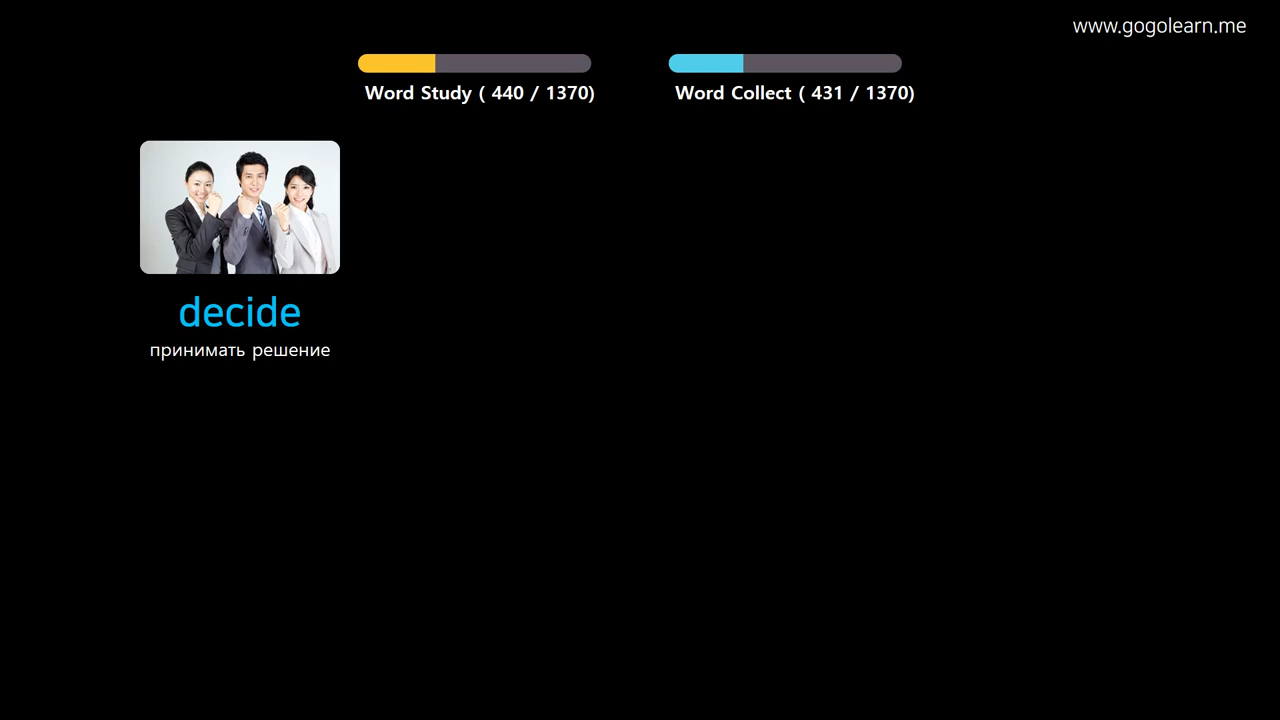 www.gogolearn.me
Word Study ( 440 / 1370)
Word Collect ( 431 / 1370)
decide
принимать решение